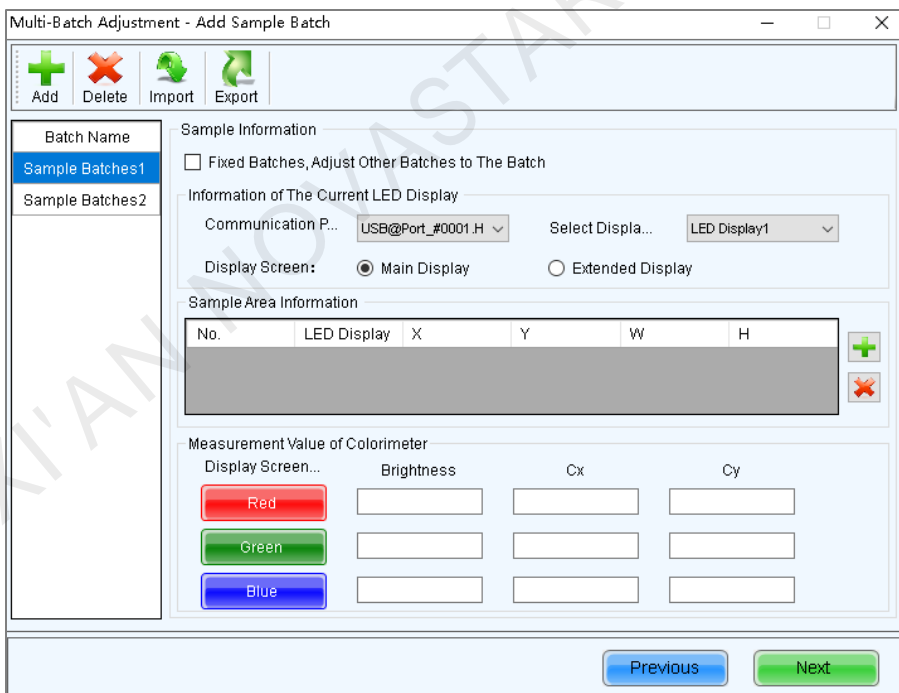 Multi-Batch Adjustment - Add Sample Batch
Add Delete Import Export
Batch Name
Sample Batches1
Sample Batches2
Sample Information
Fixed Batches, Adjust Other Batches to The Batch
Information of The Current LED Display
Communication P... USB@Port_#0001.H Select Displa... LED Display1
Display Screen: Main Display Extended Display
Sample Area Information
No. LED Display X Y W H
Measurement Value of Colorimeter
Display Screen... Brightness Cx Cy
Red
Green
Blue
Previous Next
XI'AN NOVASTAR